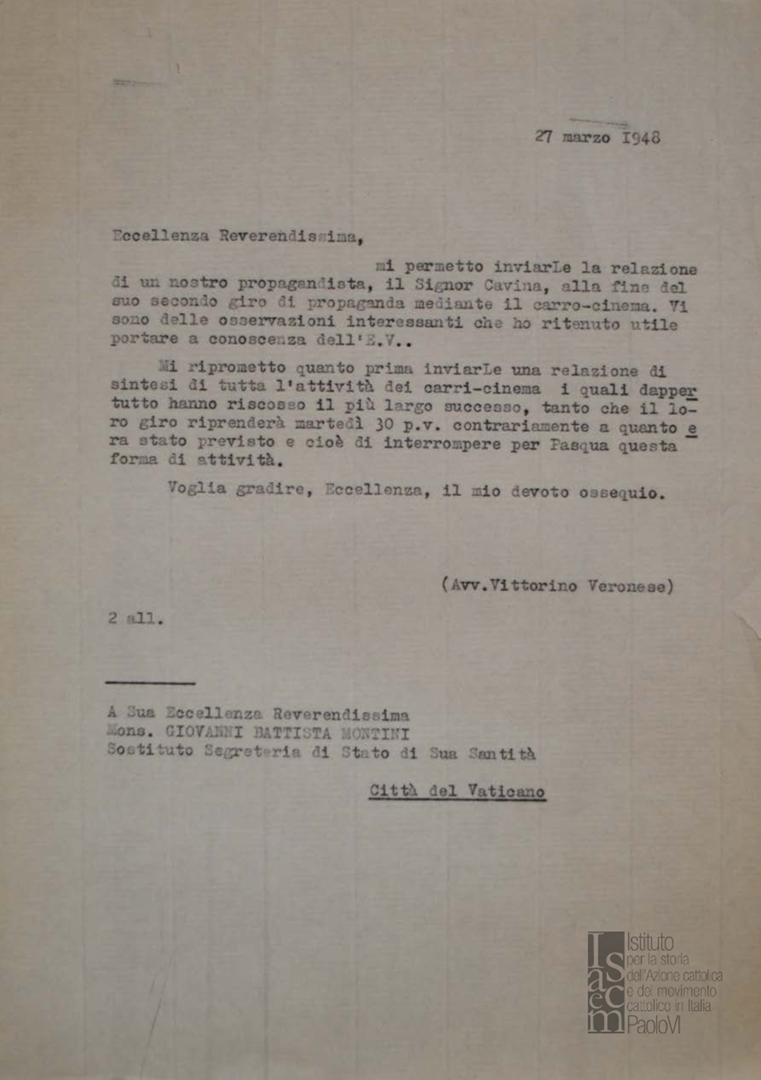 27 marzo 1948
Eccellenza Reverendissima,
mi permetto inviarLe la relazione
di un nostro propagandista, il Signor Cavina, alla fine del
suo secondo giro di propaganda mediante il carro-cinema. Vi
sono delle osservazioni interessanti che ho ritenuto utile
portare a conoscenza dell'E.V..
Mi riprometto quanto prima inviarLe una relazione di
sintesi di tutta l'attività dei carri-cinema i quali dapper
tutto hanno riscosso il più largo successo, tanto che il lo-
ro giro riprenderà martedì 30 p.v. contrariamente a quanto e
ra stato previsto e cioè di interrompere per Pasqua questa
forma di attività.
Voglia gradire, Eccellenza, il mio devoto ossequio.
(Avv.Vittorino Veronese)
2 all.
A Sua Eccellenza Reverendissima
Mons. GIOVANNI BATTISTA MONTINI
Sostituto Segreteria di Stato di Sua Santità
Città del Vaticano
Isacem
Istituto
per la storia
dell'Azione cattolica
e del movimento
cattolico in Italia
PaoloVI